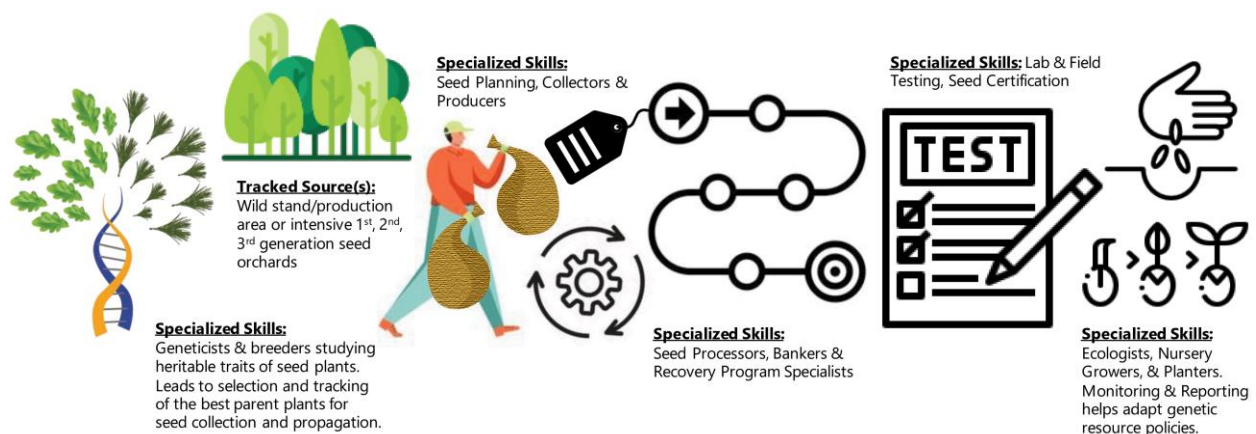 Specialized Skills:
Geneticists & breeders studying
heritable traits of seed plants.
Leads to selection and tracking
of the best parent plants for
seed collection and propagation.
Tracked Source(s):
Wild stand/production
area or intensive 1st, 2nd,
3rd generation seed
orchards
Specialized Skills:
Seed Planning, Collectors &
Producers
Specialized Skills:
Seed Processors, Bankers &
Recovery Program Specialists
Specialized Skills: Lab & Field
Testing, Seed Certification
TEST
Specialized Skills:
Ecologists, Nursery
Growers, & Planters.
Monitoring & Reporting
helps adapt genetic
resource policies.